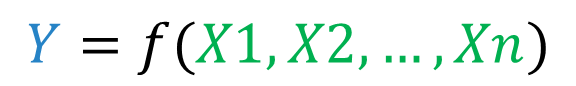 Y = f(X1, X2, … , Xn)